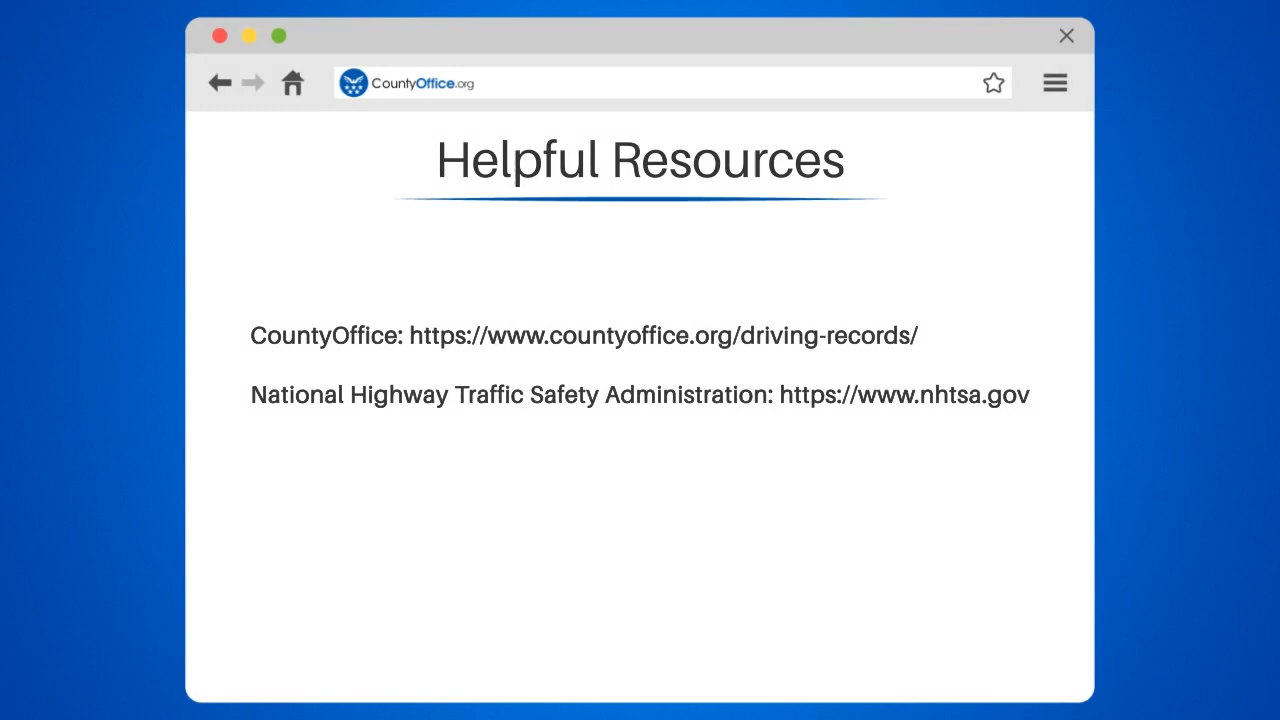 CountyOffice.org
Helpful Resources
CountyOffice: https://www.countyoffice.org/driving-records/
National Highway Traffic Safety Administration: https://www.nhtsa.gov